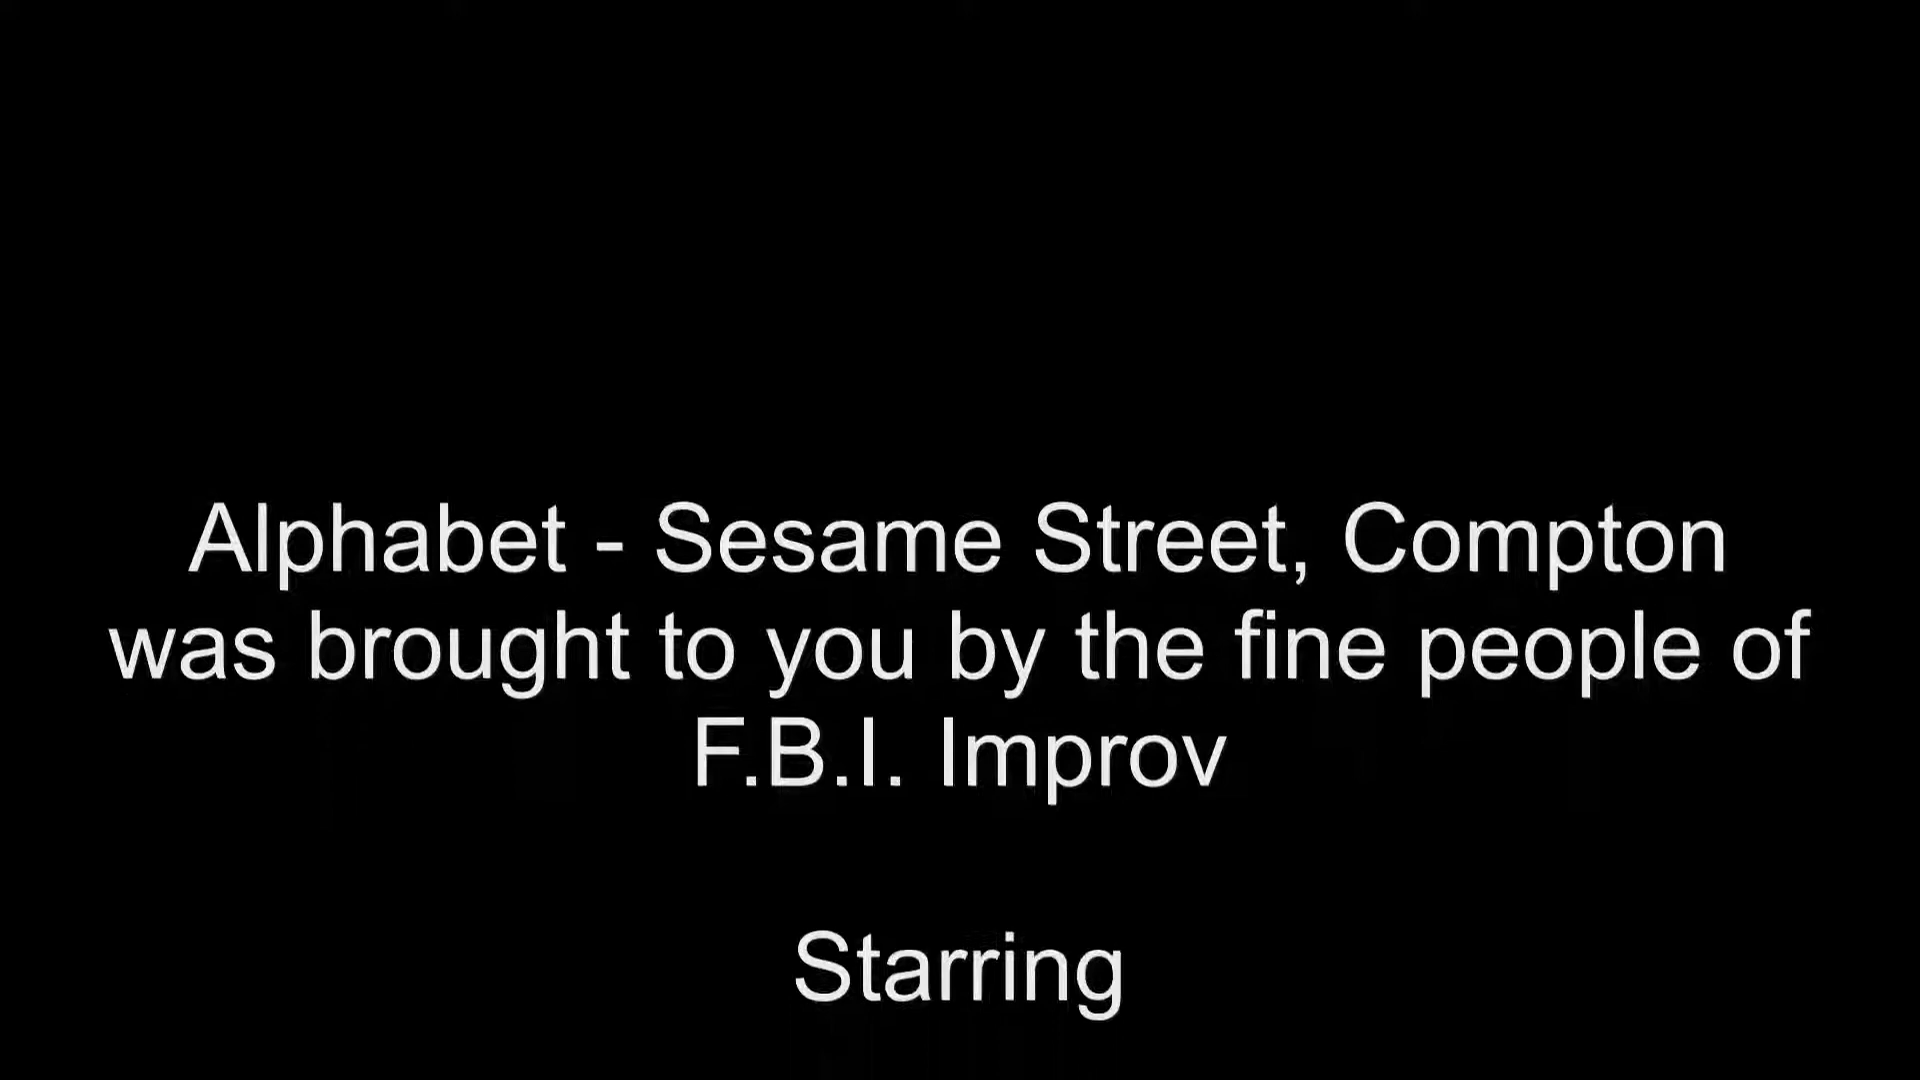 Alphabet - Sesame Street, Compton
was brought to you by the fine people of
F.B.I. Improv
Starring